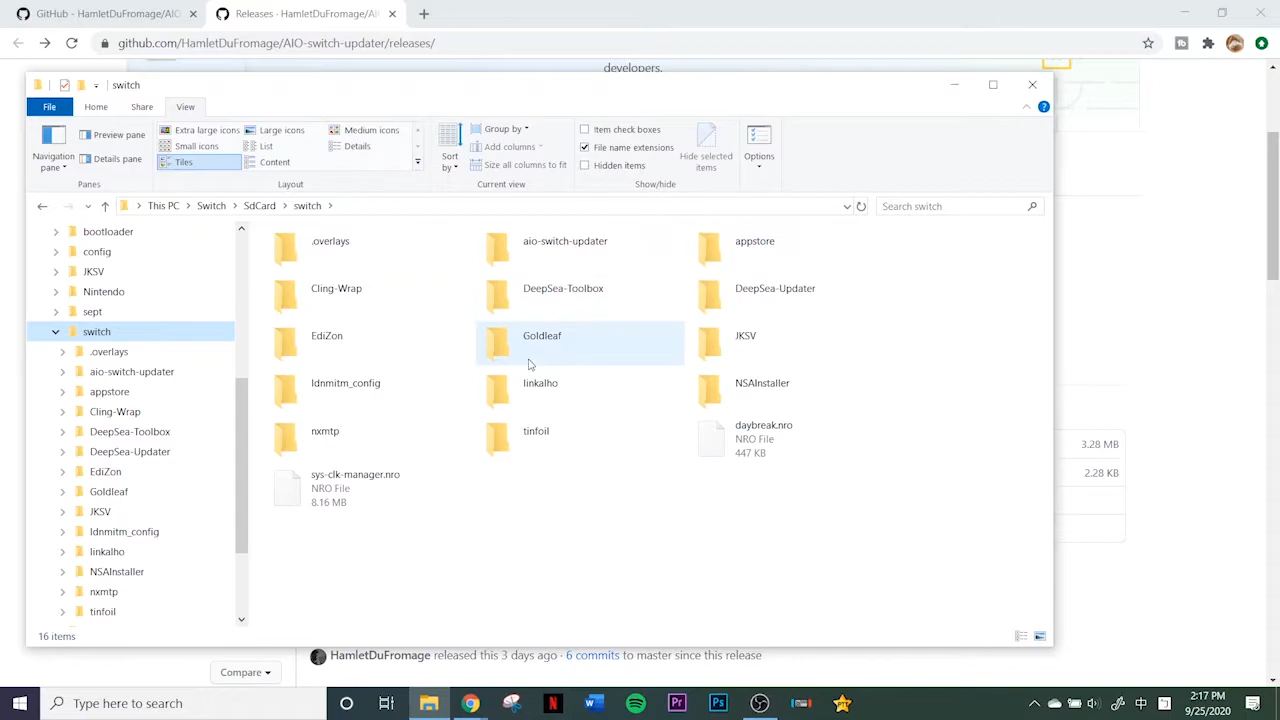 GitHub - HamletDuFromage/AIO
Releases · HamletDuFromage/AI
github.com/HamletDuFromage/AIO-switch-updater/releases/
developers.
switch
File
Home
Share
View
Navigation pane
Preview pane
Details pane
Panes
Extra large icons
Large icons
Medium icons
Small icons
List
Details
Tiles
Content
Layout
Sort by
Group by
Add columns
Size all columns to fit
Current view
Item check boxes
File name extensions
Hidden items
Hide selected items
Show/hide
Options
This PC > Switch > SdCard > switch >
Search switch
bootloader
config
JKSV
Nintendo
sept
switch
.overlays
aio-switch-updater
appstore
Cling-Wrap
DeepSea-Toolbox
DeepSea-Updater
EdiZon
Goldleaf
JKSV
ldnmitm_config
linkalho
NSAInstaller
nxmtp
tinfoil
.overlays
aio-switch-updater
appstore
Cling-Wrap
DeepSea-Toolbox
DeepSea-Updater
EdiZon
Goldleaf
JKSV
ldnmitm_config
linkalho
NSAInstaller
nxmtp
tinfoil
daybreak.nro
NRO File
447 KB
sys-clk-manager.nro
NRO File
8.16 MB
16 items
3.28 MB
2.28 KB
HamletDuFromage released this 3 days ago · 6 commits to master since this release
Compare
Type here to search
N
W
Pr
Ps
中
2:17 PM
9/25/2020